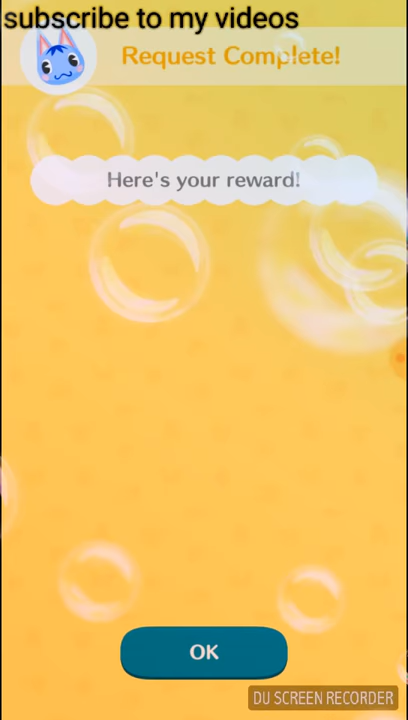 subscribe to my videos
Request Complete!
Here's your reward!
OK
DU SCREEN RECORDER